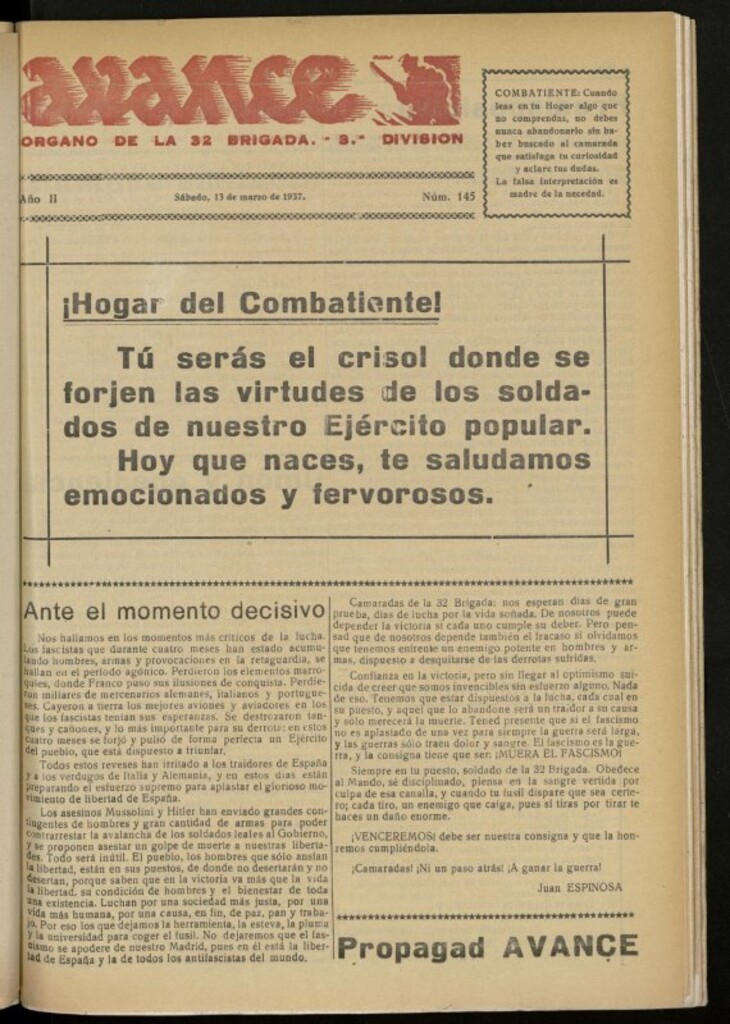 avance
ORGANO DE LA 32 BRIGADA. - 3.ª DIVISION
Año II Sábado, 13 de marzo de 1937. Núm. 145
COMBATIENTE: Cuando
leas en tu Hogar algo que
no comprendas, no debes
nunca abandonarlo sin ha-
ber buscado al camarada
que satisfaga tu curiosidad
y aclare tus dudas.
La falsa interpretación es
madre de la necedad.
¡Hogar del Combatiente!
Tú serás el crisol donde se
forjen las virtudes de los solda-
dos de nuestro Ejército popular.
Hoy que naces, te saludamos
emocionados y fervorosos.
Ante el momento decisivo
Nos hallamos en los momentos más críticos de la lucha.
Los fascistas que durante cuatro meses han estado acumu-
lando hombres, armas y provocaciones en la retaguardia, se
hallan en el período agónico. Perdieron los elementos marro-
quíes, donde Franco puso sus ilusiones de conquista. Perdie-
ron millares de mercenarios alemanes, italianos y portugue-
ses. Cayeron a tierra los mejores aviones y aviadores en los
que los fascistas tenían sus esperanzas. Se destrozaron tan-
ques y cañones, y lo más importante para su derrota: en estos
cuatro meses se forjó y pulió de forma perfecta un Ejército
del pueblo, que está dispuesto a triunfar.
Todos estos reveses han irritado a los traidores de España
y a los verdugos de Italia y Alemania, y en estos días están
preparando el esfuerzo supremo para aplastar el glorioso mo-
vimiento de libertad de España.
Los asesinos Mussolini y Hitler han enviado grandes con-
tingentes de hombres y gran cantidad de armas para poder
contrarrestar la avalancha de los soldados leales al Gobierno,
y se proponen asestar un golpe de muerte a nuestras liberta-
des. Todo será inútil. El pueblo, los hombres que sólo ansían
la libertad, están en sus puestos, de donde no desertarán y no
desertan, porque saben que en la victoria va más que la vida
la libertad, su condición de hombres y el bienestar de toda
una existencia. Luchan por una sociedad más justa, por una
vida más humana, por una causa, en fin, de paz, pan y traba-
jo. Por eso los que dejamos la herramienta, la esteva, la pluma
y la universidad para coger el fusil. No dejaremos que el fas-
cismo se apodere de nuestro Madrid, pues en él está la liber-
tad de España y la de todos los antifascistas del mundo.
Camaradas de la 32 Brigada: nos esperan días de gran
prueba, días de lucha por la vida soñada. De nosotros puede
depender la victoria si cada uno cumple su deber. Pero pen-
sad que de nosotros depende también el fracaso si olvidamos
que tenemos enfrente un enemigo potente en hombres y ar-
mas, dispuesto a desquitarse de las derrotas sufridas.
Confianza en la victoria, pero sin llegar al optimismo sui-
cida de creer que somos invencibles sin esfuerzo alguno. Nada
de eso. Tenemos que estar dispuestos a la lucha, cada cual en
su puesto, y aquel que lo abandone será un traidor a su causa
y sólo merecerá la muerte. Tened presente que si el fascismo
no es aplastado de una vez para siempre la guerra será larga,
y las guerras sólo traen dolor y sangre. El fascismo es la gue-
rra, y la consigna tiene que ser: ¡MUERA EL FASCISMO!
Siempre en tu puesto, soldado de la 32 Brigada. Obedece
al Mando, sé disciplinado, piensa en la sangre vertida por
culpa de esa canalla, y cuando tu fusil dispare que sea certe-
ro; cada tiro, un enemigo que caiga, pues si tiras por tirar te
haces un daño enorme.
¡VENCEREMOS! debe ser nuestra consigna y que la hon-
remos cumpliéndola.
¡Camaradas! ¡Ni un paso atrás! ¡A ganar la guerra!
Juan ESPINOSA
Propagad AVANCE